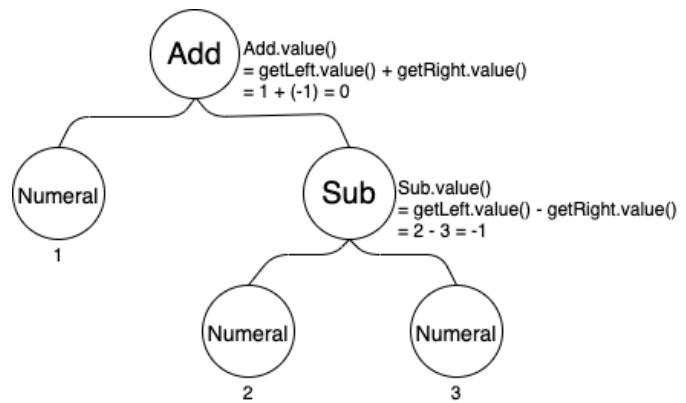 Add
Add.value()
= getLeft.value() + getRight.value()
= 1 + (-1) = 0
Numeral
1
Sub
Sub.value()
= getLeft.value() - getRight.value()
= 2 - 3 = -1
Numeral
2
Numeral
3